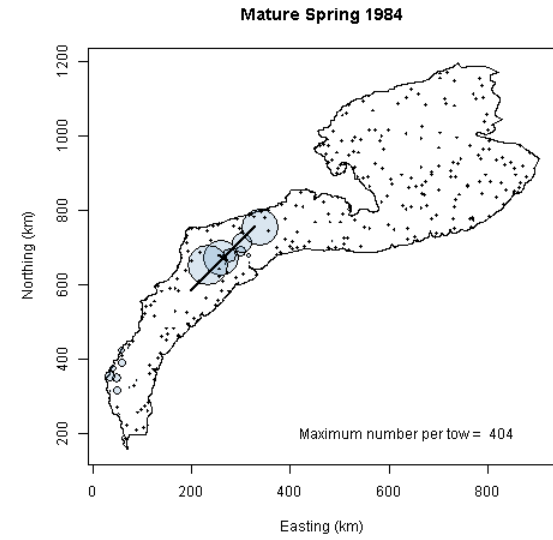 Mature Spring 1984
1200
1000
800
600
400
200
Northing (km)
Maximum number per tow = 404
0 200 400 600 800
Easting (km)